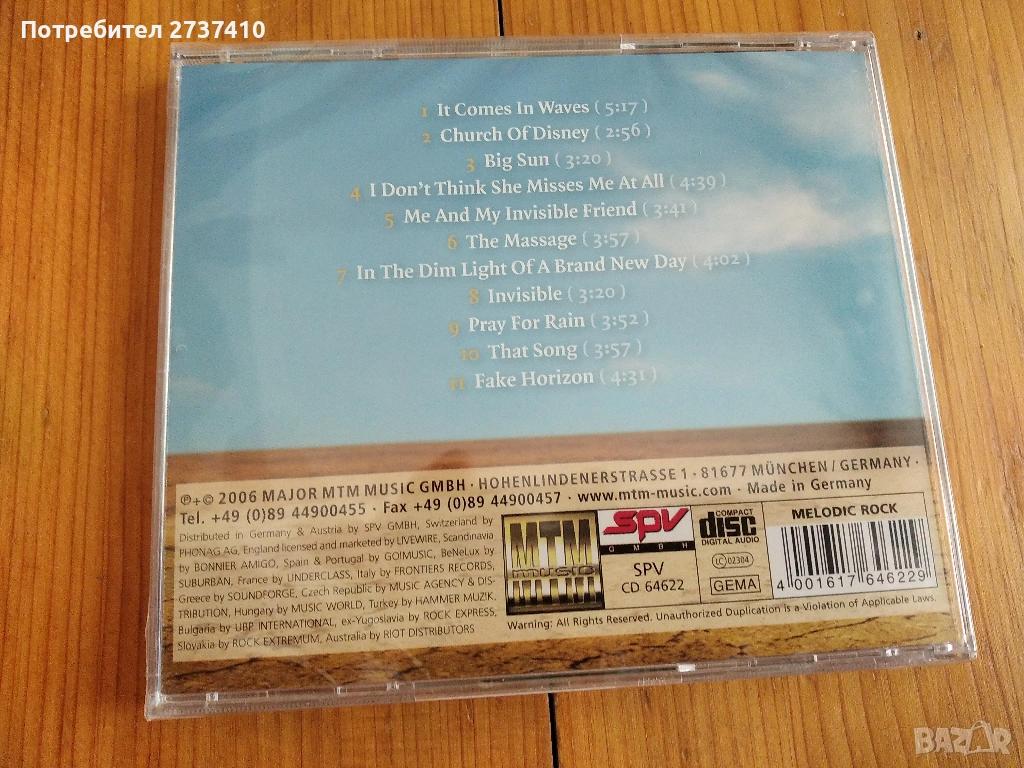 Потребител 2737410
1 It Comes In Waves ( 5:17 )
2 Church Of Disney ( 2:56 )
3 Big Sun ( 3:20 )
4 I Don't Think She Misses Me At All ( 4:39 )
5 Me And My Invisible Friend ( 3:41 )
6 The Massage ( 3:57 )
7 In The Dim Light Of A Brand New Day ( 4:02 )
8 Invisible ( 3:20 )
9 Pray For Rain ( 3:52 )
10 That Song ( 3:57 )
11 Fake Horizon ( 4:31 )
℗+© 2006 MAJOR MTM MUSIC GMBH · HOHENLINDENERSTRASSE 1 · 81677 MÜNCHEN / GERMANY ·
Tel. +49 (0)89 44900455 · Fax +49 (0)89 44900457 · www.mtm-music.com · Made in Germany
Distributed in Germany & Austria by SPV GMBH, Switzerland by
PHONAG AG, England licensed and marketed by LIVEWIRE, Scandinavia
by BONNIER AMIGO, Spain & Portugal by GOIMUSIC, BeNeLux by
SUBURBAN, France by UNDERCLASS, Italy by FRONTIERS RECORDS,
Greece by SOUNDFORGE, Czech Republic by MUSIC AGENCY & DIS-
TRIBUTION, Hungary by MUSIC WORLD, Turkey by HAMMER MUZIK,
Bulgaria by UBP INTERNATIONAL, ex-Yugoslavia by ROCK EXPRESS,
Slovakia by ROCK EXTREMUM, Australia by RIOT DISTRIBUTORS
MTM
MUSIC
spv
GMBH
SPV
CD 64622
COMPACT
disc
DIGITAL AUDIO
LC 02304
GEMA
MELODIC ROCK
4 001617 646229
Warning: All Rights Reserved. Unauthorized Duplication is a Violation of Applicable Laws.
BAZAR